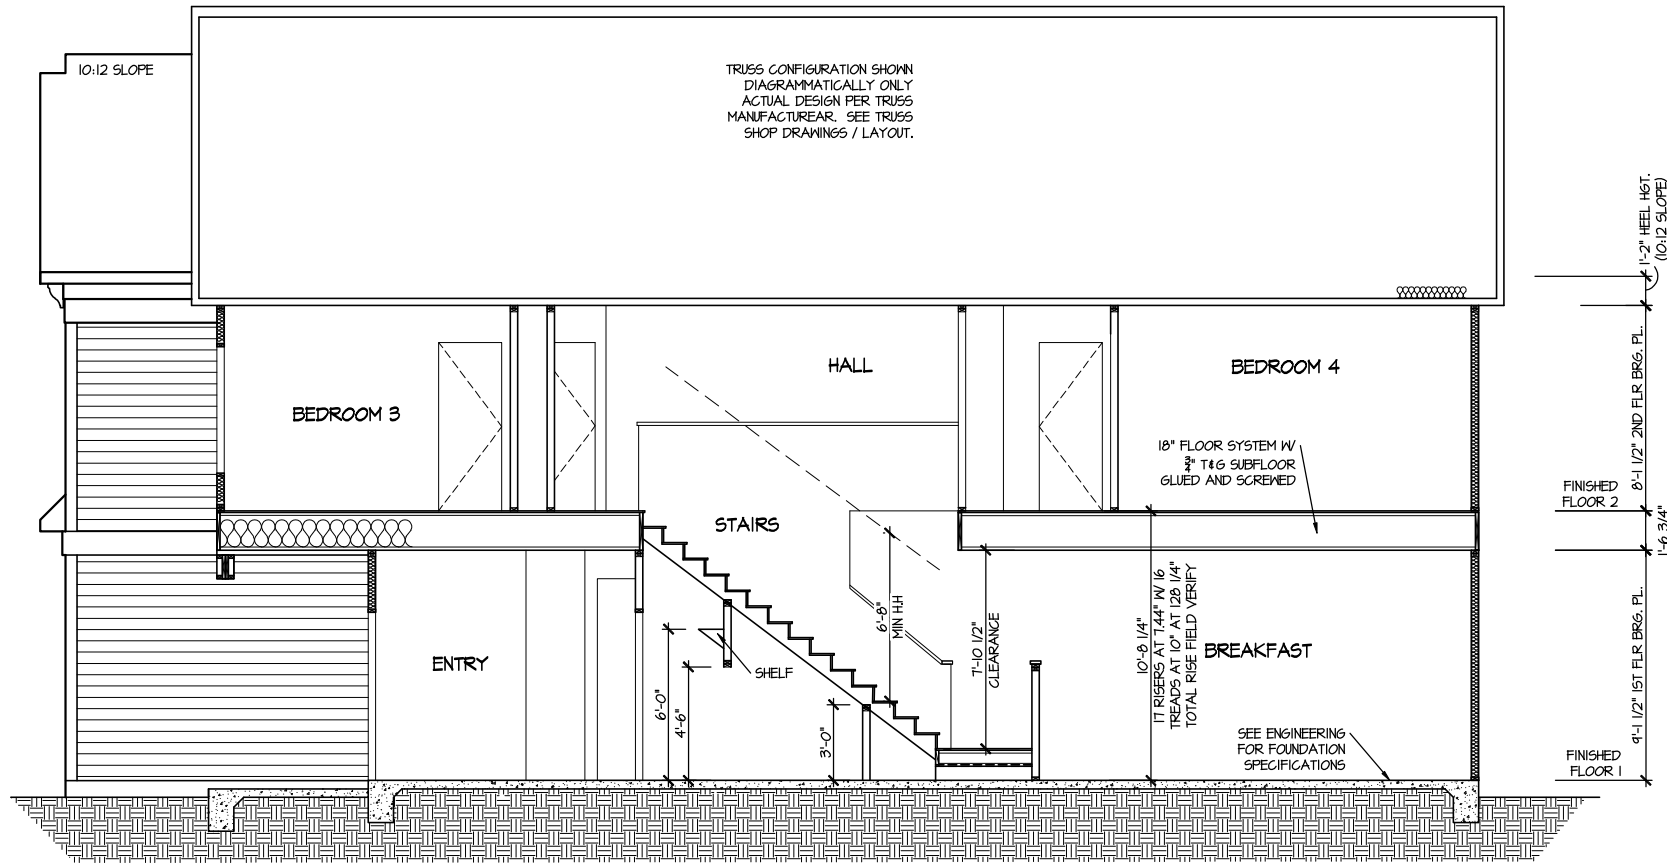 10:12 SLOPE
TRUSS CONFIGURATION SHOWN
DIAGRAMMATICALLY ONLY
ACTUAL DESIGN PER TRUSS
MANUFACTUREAR. SEE TRUSS
SHOP DRAWINGS / LAYOUT.
1'-2" HEEL HGT.
(10:12 SLOPE)
HALL
BEDROOM 4
BEDROOM 3
8'-1 1/2" 2ND FLR BRG. PL.
18" FLOOR SYSTEM W/
3/4" T&G SUBFLOOR
GLUED AND SCREWED
FINISHED
FLOOR 2
STAIRS
1'-6 3/4"
6'-8"
MIN H.H
7'-10 1/2"
CLEARANCE
10'-8 1/4"
17 RISERS AT 7.44" W/ 16
TREADS AT 10" AT 128 1/4"
TOTAL RISE FIELD VERIFY
BREAKFAST
ENTRY
SHELF
6'-0"
4'-6"
3'-0"
9'-1 1/2" 1ST FLR BRG. PL.
SEE ENGINEERING
FOR FOUNDATION
SPECIFICATIONS
FINISHED
FLOOR 1